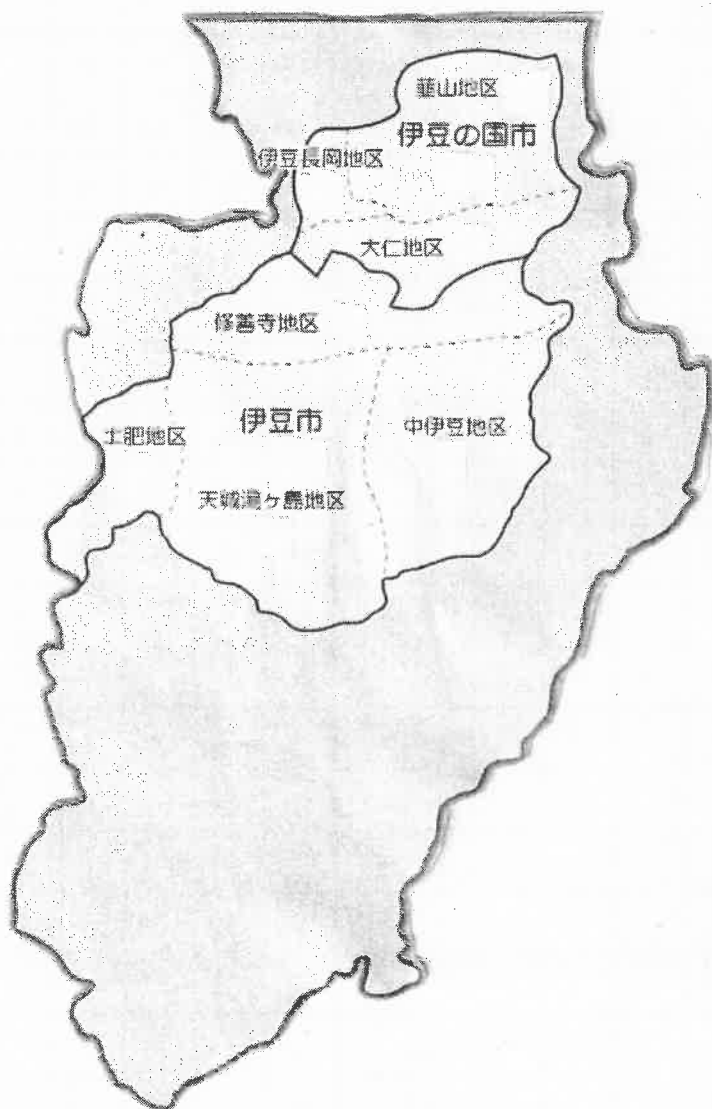 韮山地区
伊豆の国市
伊豆長岡地区
大仁地区
修善寺地区
伊豆市
土肥地区
中伊豆地区
天城湯ヶ島地区